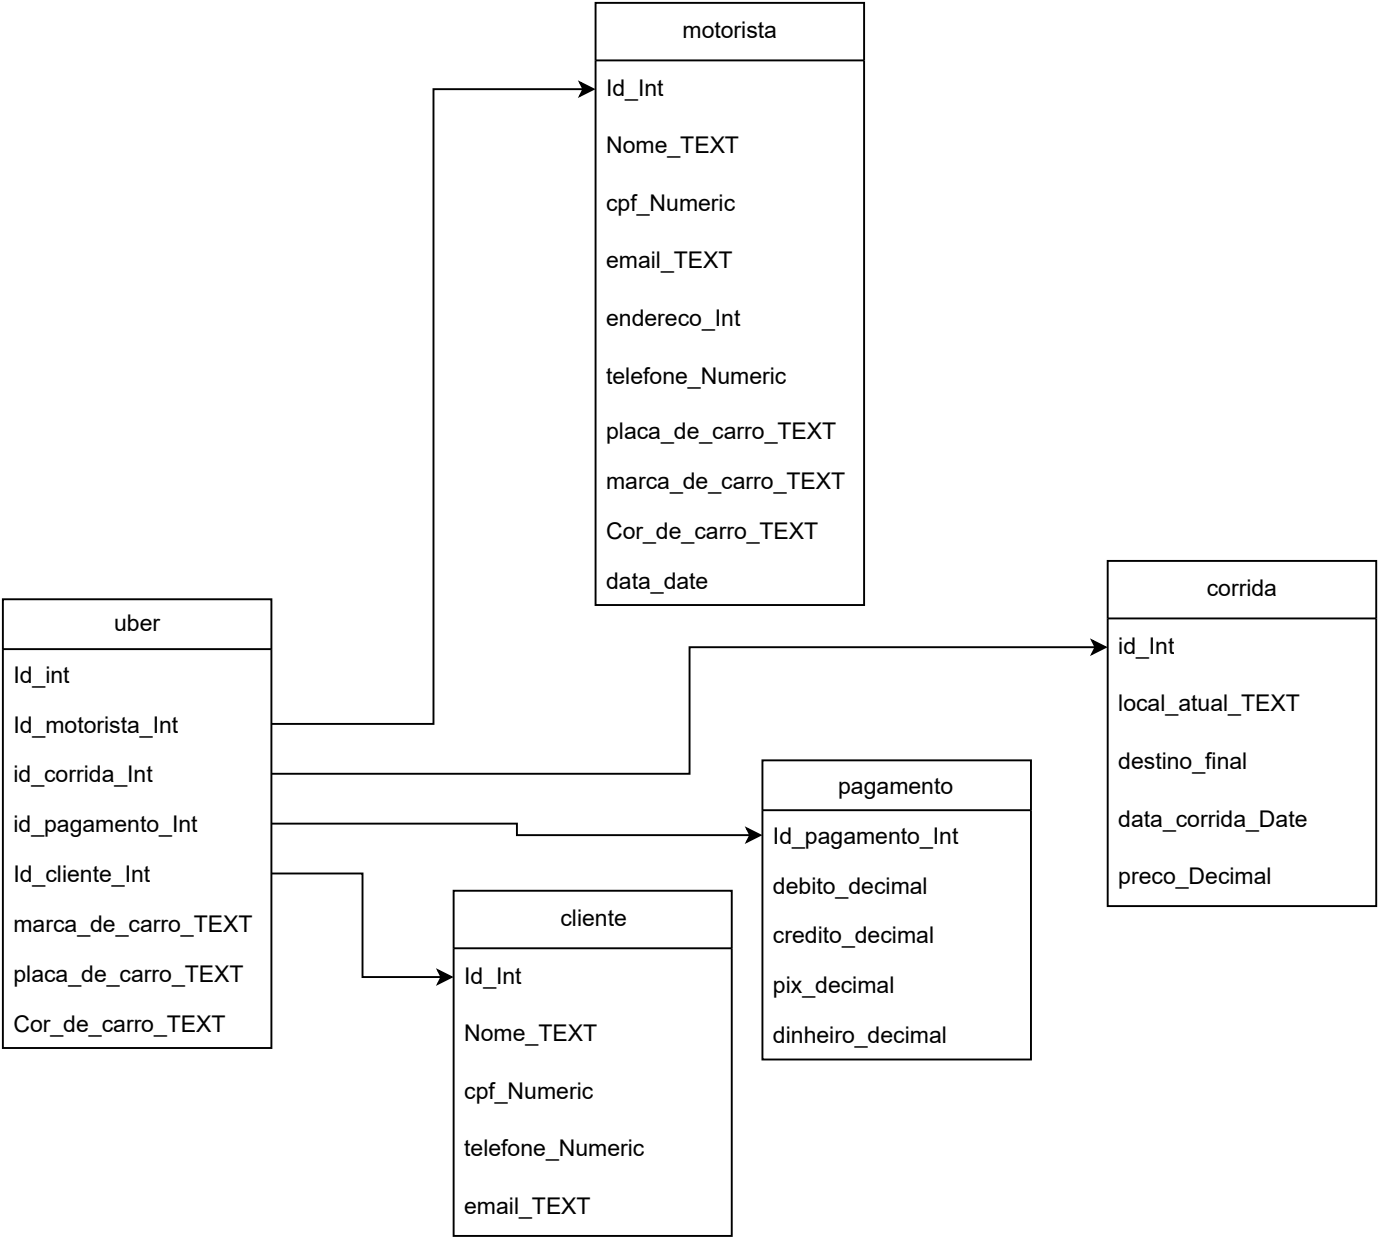 motorista
Id_Int
Nome_TEXT
cpf_Numeric
email_TEXT
endereco_Int
telefone_Numeric
placa_de_carro_TEXT
marca_de_carro_TEXT
Cor_de_carro_TEXT
data_date
uber
Id_int
Id_motorista_Int
id_corrida_Int
id_pagamento_Int
Id_cliente_Int
marca_de_carro_TEXT
placa_de_carro_TEXT
Cor_de_carro_TEXT
corrida
id_Int
local_atual_TEXT
destino_final
data_corrida_Date
preco_Decimal
pagamento
Id_pagamento_Int
debito_decimal
credito_decimal
pix_decimal
dinheiro_decimal
cliente
Id_Int
Nome_TEXT
cpf_Numeric
telefone_Numeric
email_TEXT